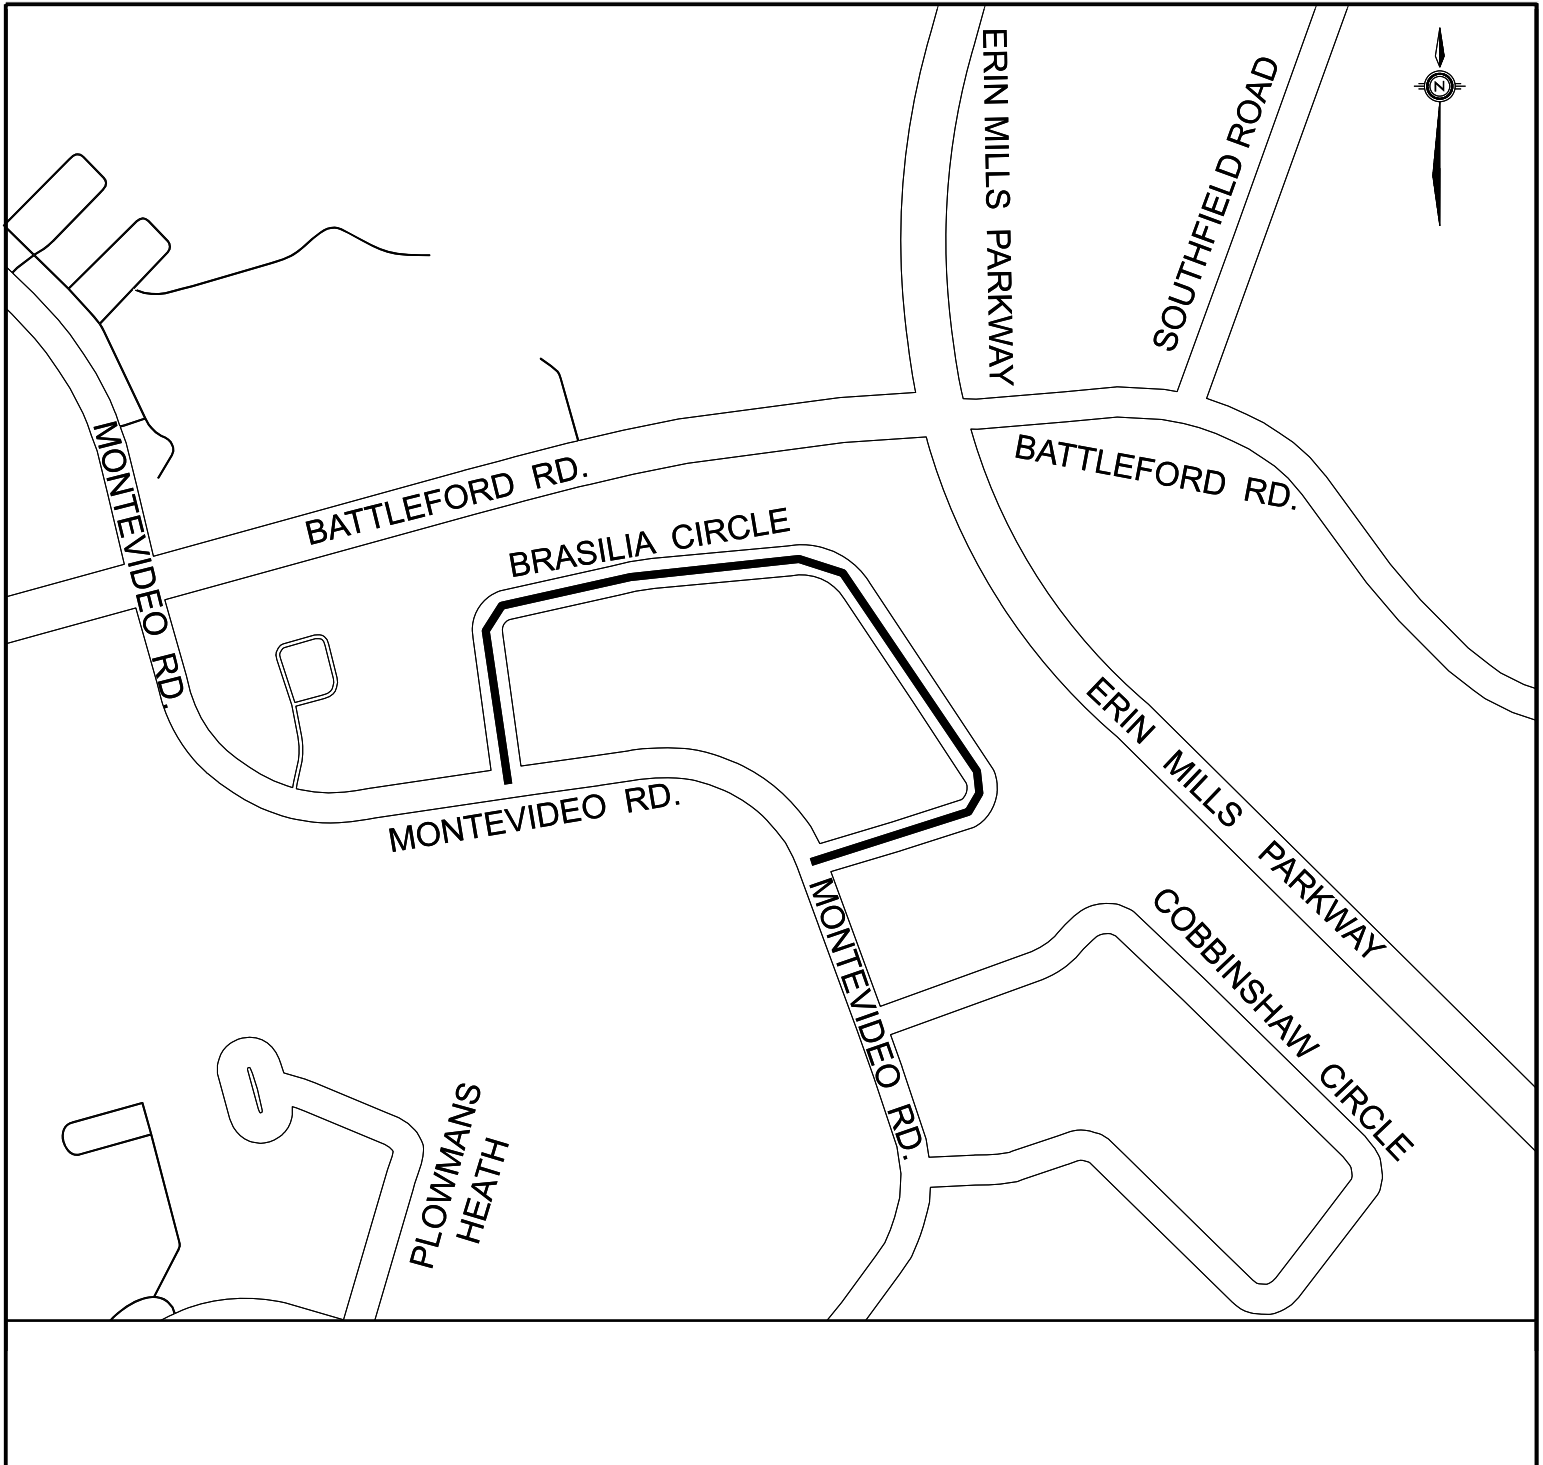 ERIN MILLS PARKWAY
SOUTHFIELD ROAD
N
MONTEVIDEO RD.
BATTLEFORD RD.
BATTLEFORD RD.
BRASILIA CIRCLE
ERIN MILLS PARKWAY
MONTEVIDEO RD.
MONTEVIDEO RD.
COBBINSHAW CIRCLE
PLOWMANS
HEATH